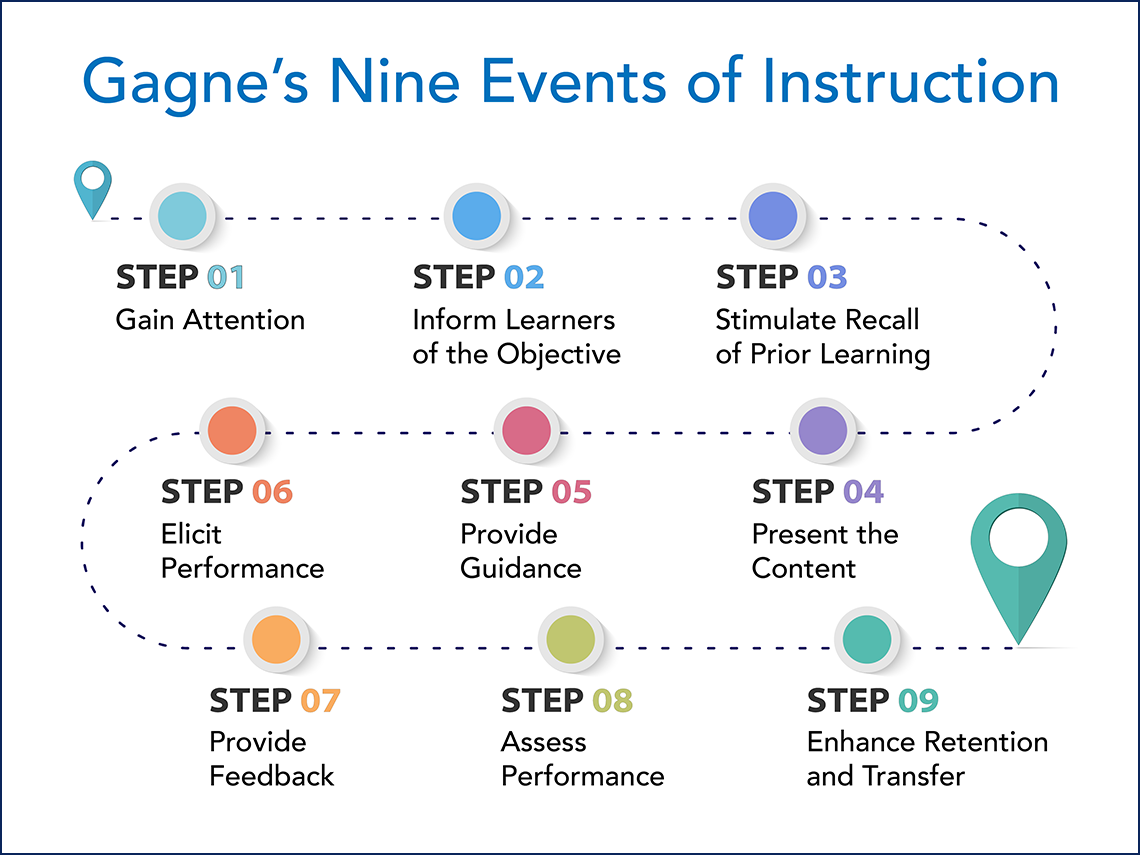 Gagne's Nine Events of Instruction
STEP 01
Gain Attention
STEP 02
Inform Learners
of the Objective
STEP 03
Stimulate Recall
of Prior Learning
STEP 04
Present the
Content
STEP 05
Provide
Guidance
STEP 06
Elicit
Performance
STEP 07
Provide
Feedback
STEP 08
Assess
Performance
STEP 09
Enhance Retention
and Transfer